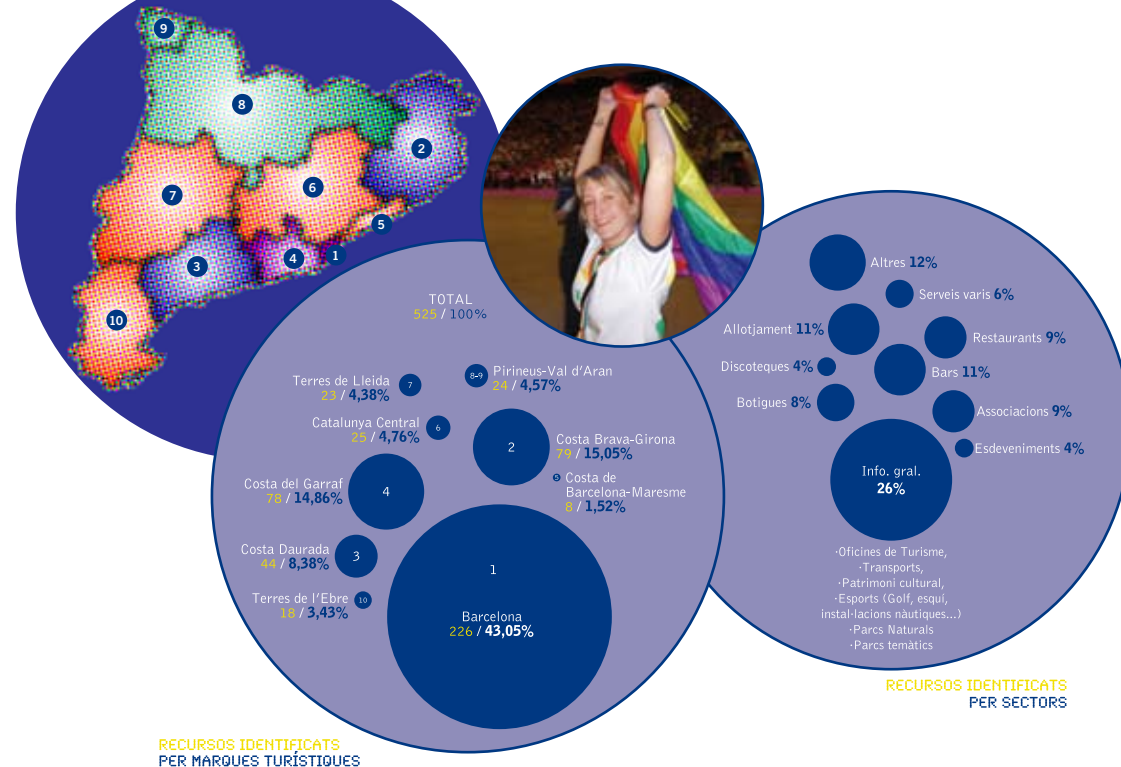 9
8
2
7
6
5
3
4
1
10
TOTAL
525 / 100%
Terres de Lleida
23 / 4,38%
7
8-9
Pirineus-Val d'Aran
24 / 4,57%
Catalunya Central
25 / 4,76%
6
2
Costa Brava-Girona
79 / 15,05%
5
Costa de
Barcelona-Maresme
8 / 1,52%
Costa del Garraf
78 / 14,86%
4
Costa Daurada
44 / 8,38%
3
Terres de l'Ebre
18 / 3,43%
10
1
Barcelona
226 / 43,05%
RECURSOS IDENTIFICATS
PER MARQUES TURÍSTIQUES
Altres 12%
Serveis varis 6%
Allotjament 11%
Restaurants 9%
Discoteques 4%
Bars 11%
Botigues 8%
Associacions 9%
Esdeveniments 4%
Info. gral.
26%
·Oficines de Turisme,
·Transports,
·Patrimoni cultural,
·Esports (Golf, esquí,
instal·lacions nàutiques...)
·Parcs Naturals
·Parcs temàtics
RECURSOS IDENTIFICATS
PER SECTORS